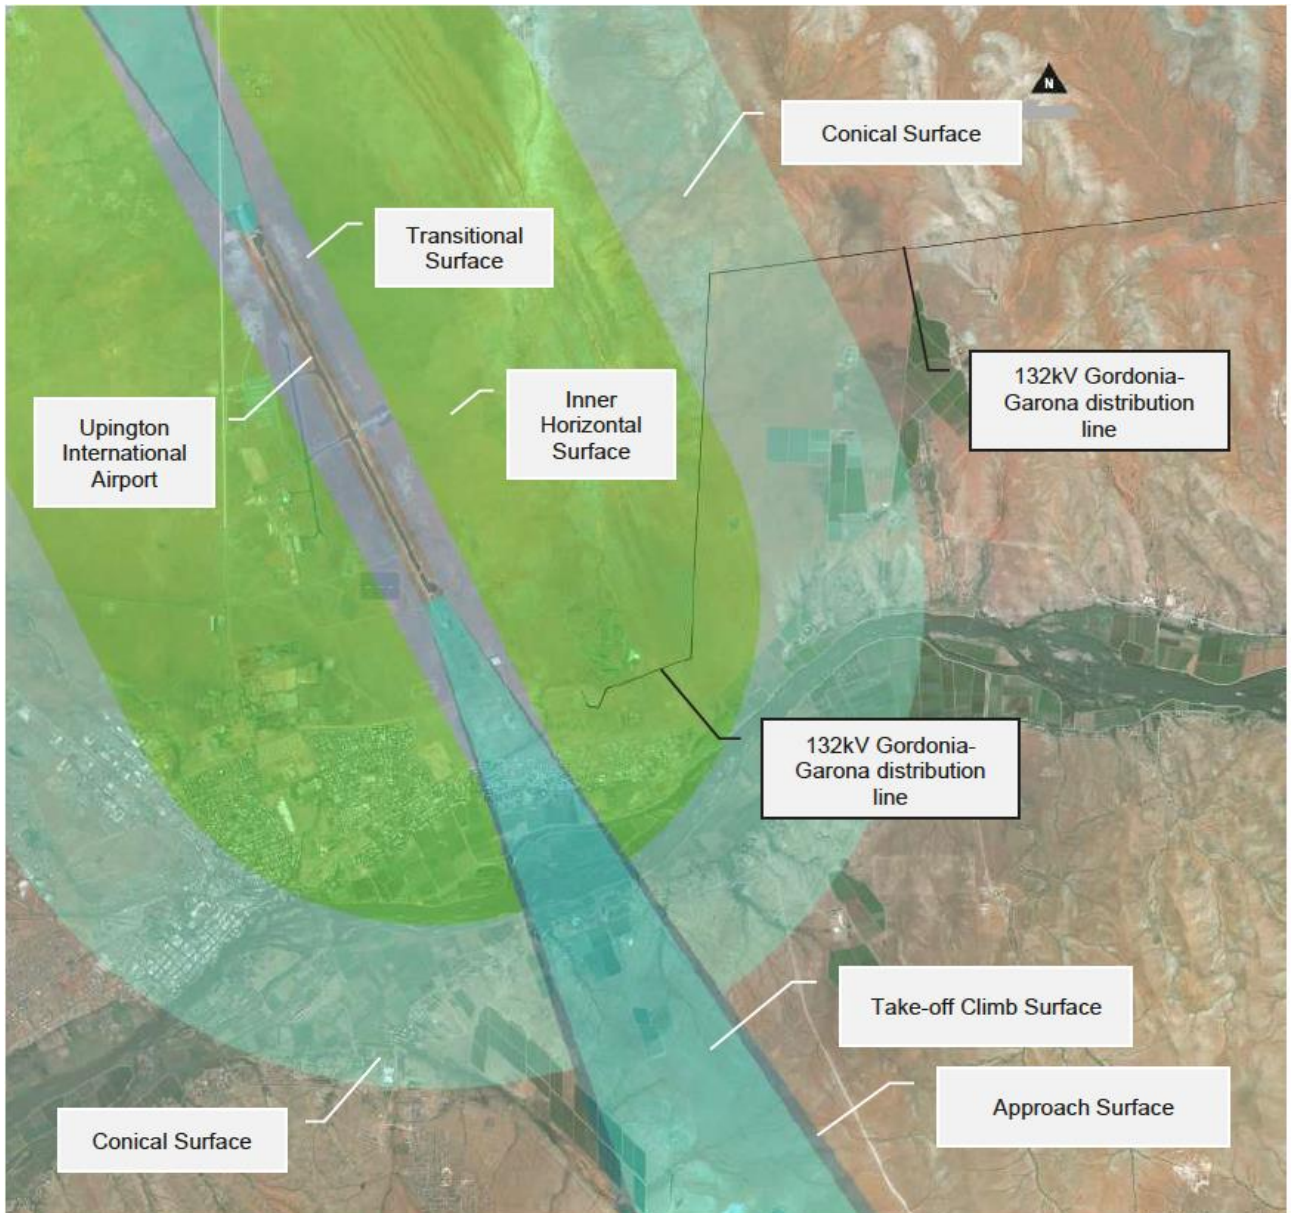 N
Conical Surface
Transitional
Surface
132kV Gordonia-
Garona distribution
line
Inner
Horizontal
Surface
Upington
International
Airport
132kV Gordonia-
Garona distribution
line
Take-off Climb Surface
Approach Surface
Conical Surface